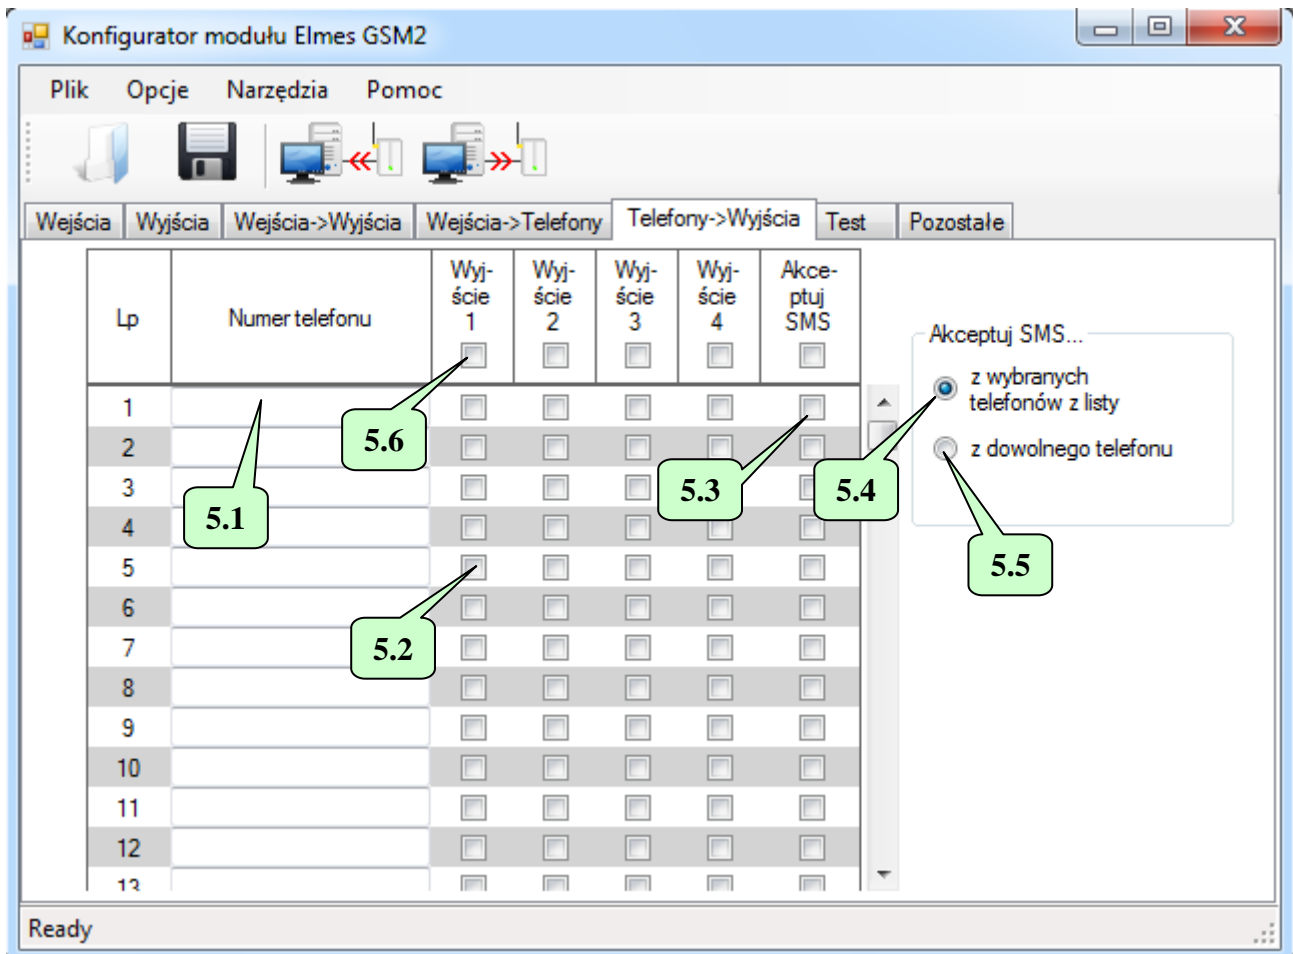 Konfigurator modułu Elmes GSM2
Plik Opcje Narzędzia Pomoc
Wejścia Wyjścia Wejścia->Wyjścia Wejścia->Telefony Telefony->Wyjścia Test Pozostałe
Lp
Numer telefonu
Wyj-
ście
1
Wyj-
ście
2
Wyj-
ście
3
Wyj-
ście
4
Akce-
ptuj
SMS
1
2
3
4
5
6
7
8
9
10
11
12
13
5.6
5.3
5.4
5.1
5.2
5.5
Akceptuj SMS...
z wybranych
telefonów z listy
z dowolnego telefonu
Ready